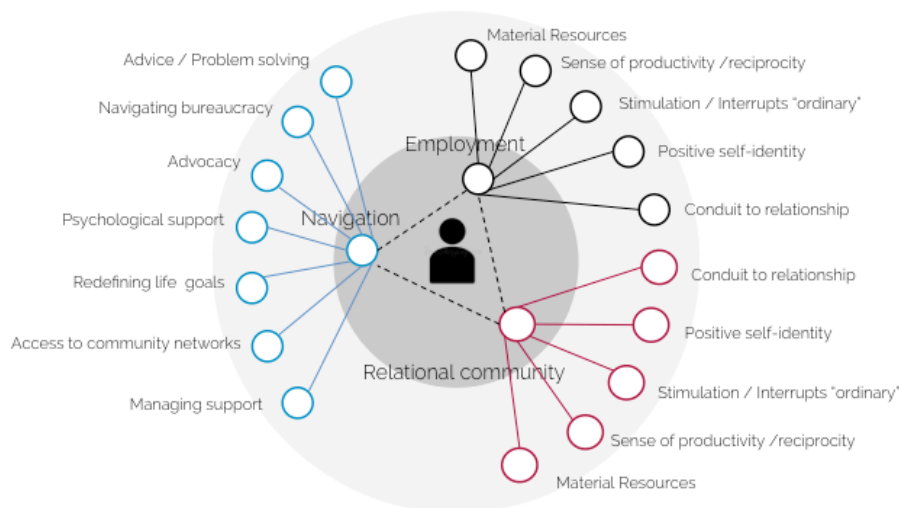 Material Resources
Advice / Problem solving
Sense of productivity /reciprocity
Navigating bureaucracy
Stimulation / Interrupts “ordinary”
Employment
Positive self-identity
Advocacy
Conduit to relationship
Psychological support
Navigation
Redefining life goals
Conduit to relationship
Positive self-identity
Access to community networks
Relational community
Stimulation / Interrupts “ordinary”
Managing support
Sense of productivity /reciprocity
Material Resources